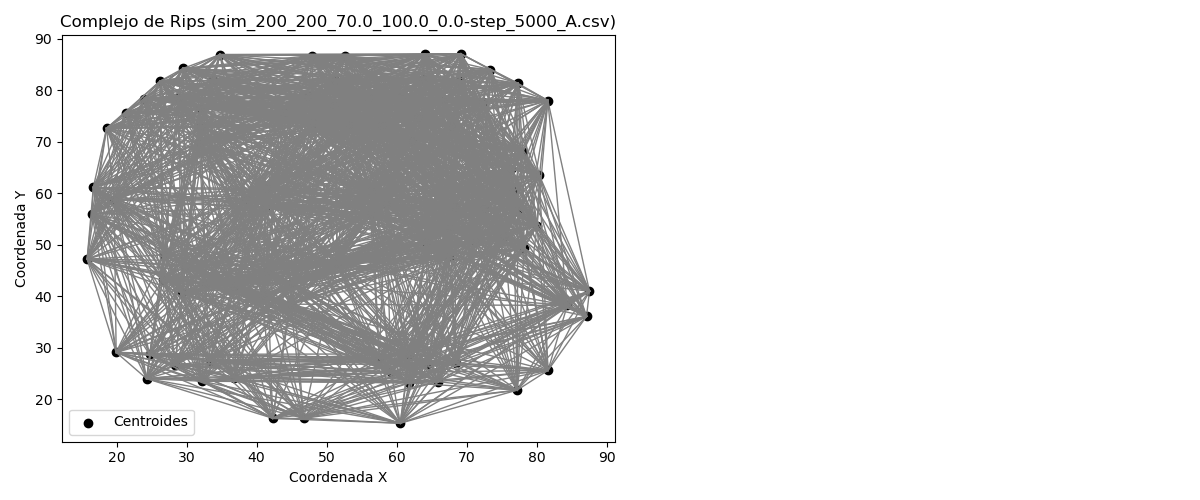 Complejo de Rips (sim_200_200_70.0_100.0_0.0-step_5000_A.csv)
90
80
70
60
50
40
30
20
Coordenada Y
Centroides
20 30 40 50 60 70 80 90
Coordenada X